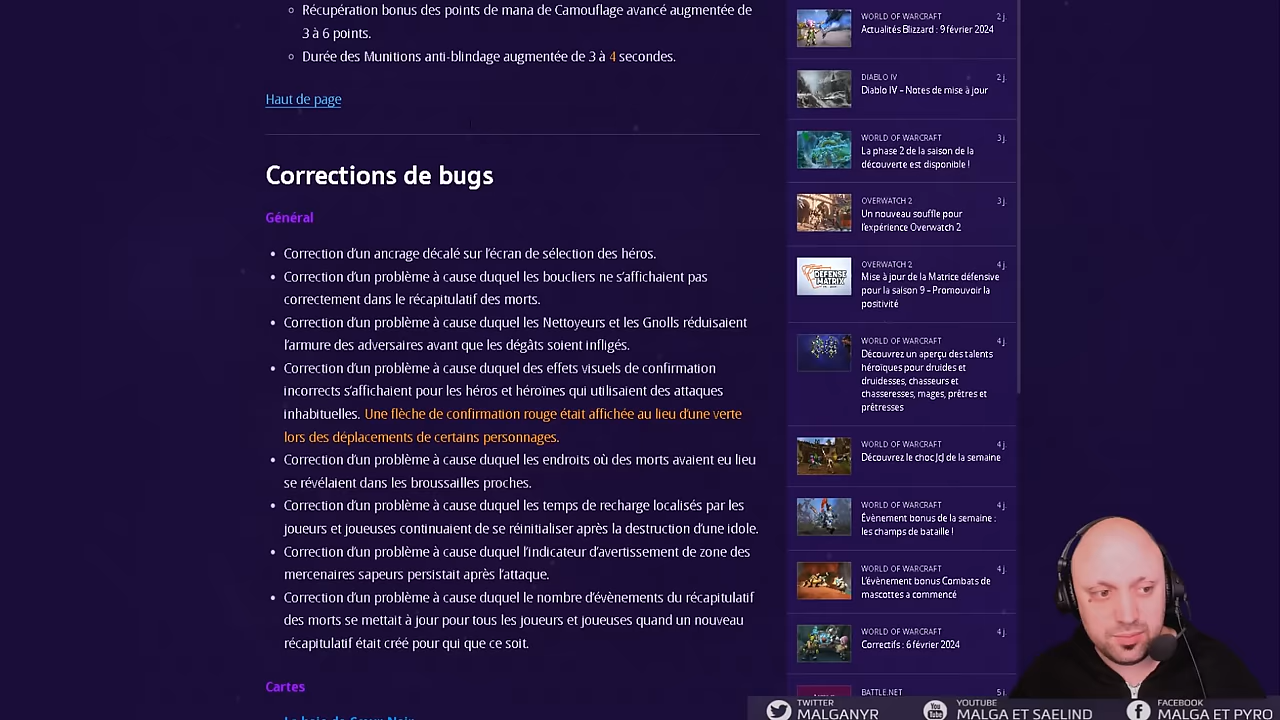 Récupération bonus des points de mana de Camouflage avancé augmentée de
3 à 6 points.
Durée des Munitions anti-blindage augmentée de 3 à 4 secondes.
Haut de page
Corrections de bugs
Général
Correction d'un ancrage décalé sur l'écran de sélection des héros.
Correction d'un problème à cause duquel les boucliers ne s'affichaient pas
correctement dans le récapitulatif des morts.
Correction d'un problème à cause duquel les Nettoyeurs et les Gnolls réduisaient
l'armure des adversaires avant que les dégâts soient infligés.
Correction d'un problème à cause duquel des effets visuels de confirmation
incorrects s'affichaient pour les héros et héroïnes qui utilisaient des attaques
inhabituelles. Une flèche de confirmation rouge était affichée au lieu d'une verte
lors des déplacements de certains personnages.
Correction d'un problème à cause duquel les endroits où des morts avaient eu lieu
se révélaient dans les broussailles proches.
Correction d'un problème à cause duquel les temps de recharge localisés par les
joueurs et joueuses continuaient de se réinitialiser après la destruction d'une idole.
Correction d'un problème à cause duquel l'indicateur d'avertissement de zone des
mercenaires sapeurs persistait après l'attaque.
Correction d'un problème à cause duquel le nombre d'évènements du récapitulatif
des morts se mettait à jour pour tous les joueurs et joueuses quand un nouveau
récapitulatif était créé pour qui que ce soit.
Cartes
WORLD OF WARCRAFT 2 j.
Actualités Blizzard : 9 février 2024
DIABLO IV 2 j.
Diablo IV – Notes de mise à jour
WORLD OF WARCRAFT 3 j.
La phase 2 de la saison de la
découverte est disponible !
OVERWATCH 2 3 j.
Un nouveau souffle pour
l'expérience Overwatch 2
DEFENSE
MATRIX
OVERWATCH 2 4 j.
Mise à jour de la Matrice défensive
pour la saison 9 – Promouvoir la
positivité
WORLD OF WARCRAFT 4 j.
Découvrez un aperçu des talents
héroïques pour druides et
druidesses, chasseurs et
chasseresses, mages, prêtres et
prêtresses
WORLD OF WARCRAFT 4 j.
Découvrez le choc JcJ de la semaine
WORLD OF WARCRAFT 4 j.
Évènement bonus de la semaine :
les champs de bataille !
WORLD OF WARCRAFT 4 j.
L'évènement bonus Combats de
mascottes a commencé
WORLD OF WARCRAFT 4 j.
Correctifs : 6 février 2024
BATTLE.NET 5 j.
TWITTER
MALGANYR
You
Tube
YOUTUBE
MALGA ET SAELIND
FACEBOOK
MALGA ET PYRO